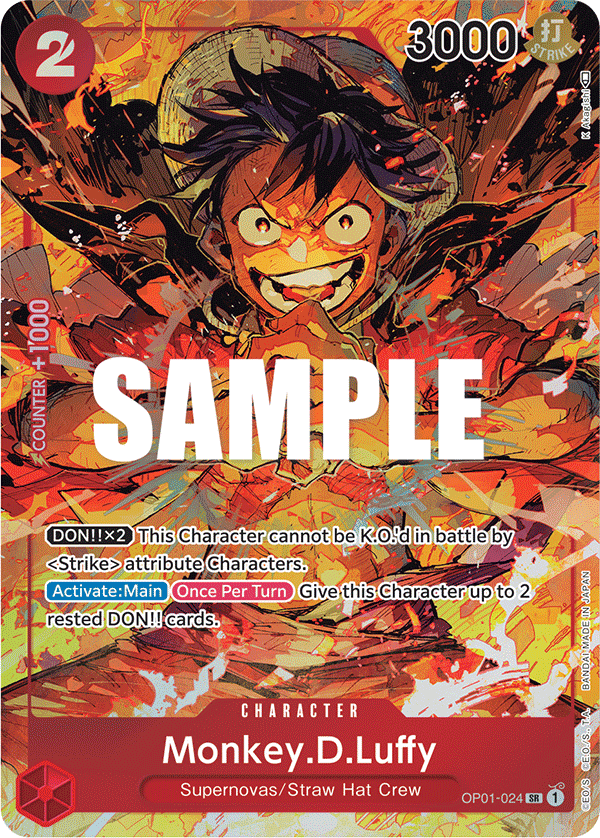 2
3000
打
STRIKE
K Akagishi
COUNTER +1000
SAMPLE
DON!!×2 This Character cannot be K.O.'d in battle by
<Strike> attribute Characters.
Activate:Main Once Per Turn Give this Character up to 2
rested DON!! cards.
CHARACTER
Monkey.D.Luffy
Supernovas/Straw Hat Crew
OP01-024 SR 1
©E.O./S. ©E.O./S.,T.A. BANDAI MADE IN JAPAN